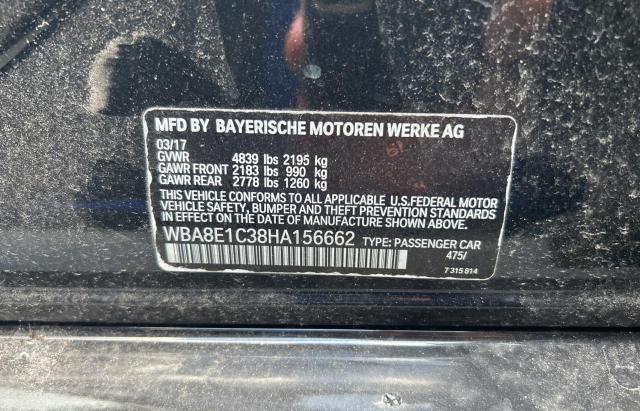 MFD BY BAYERISCHE MOTOREN WERKE AG
03/17
GVWR 4839 lbs 2195 kg
GAWR FRONT 2183 lbs 990 kg
GAWR REAR 2778 lbs 1260 kg
THIS VEHICLE CONFORMS TO ALL APPLICABLE U.S.FEDERAL MOTOR
VEHICLE SAFETY, BUMPER AND THEFT PREVENTION STANDARDS
IN EFFECT ON THE DATE OF MANUFACTURE SHOWN ABOVE.
WBA8E1C38HA156662 TYPE: PASSENGER CAR
475/
7 315 814